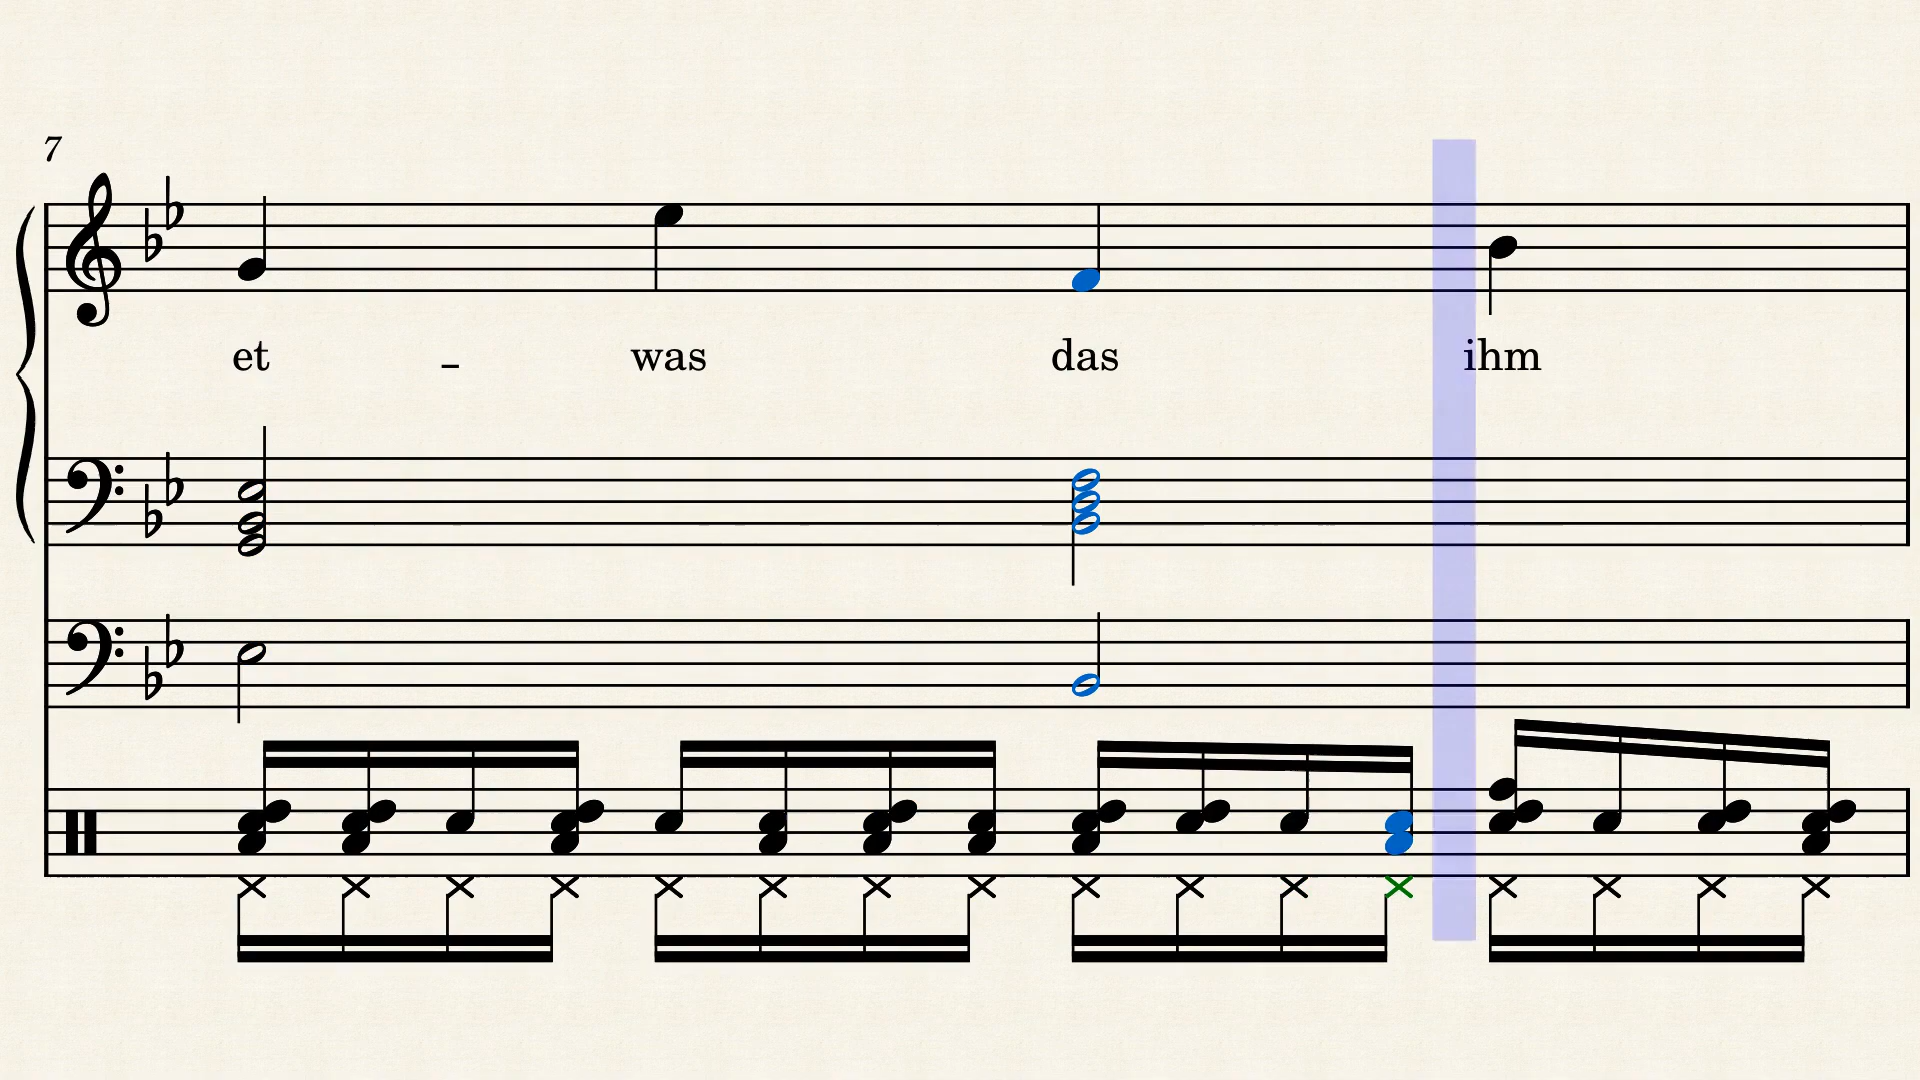 7
et – was das ihm